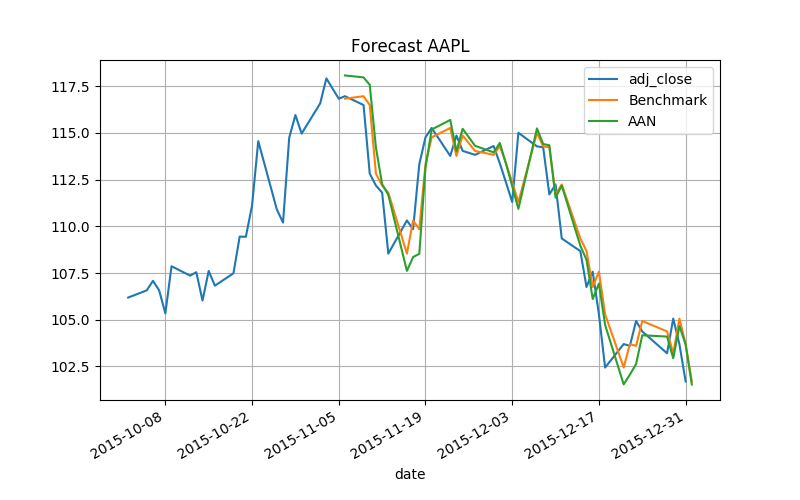 Forecast AAPL
adj_close
Benchmark
AAN
117.5
115.0
112.5
110.0
107.5
105.0
102.5
2015-10-08
2015-10-22
2015-11-05
2015-11-19
2015-12-03
2015-12-17
2015-12-31
date